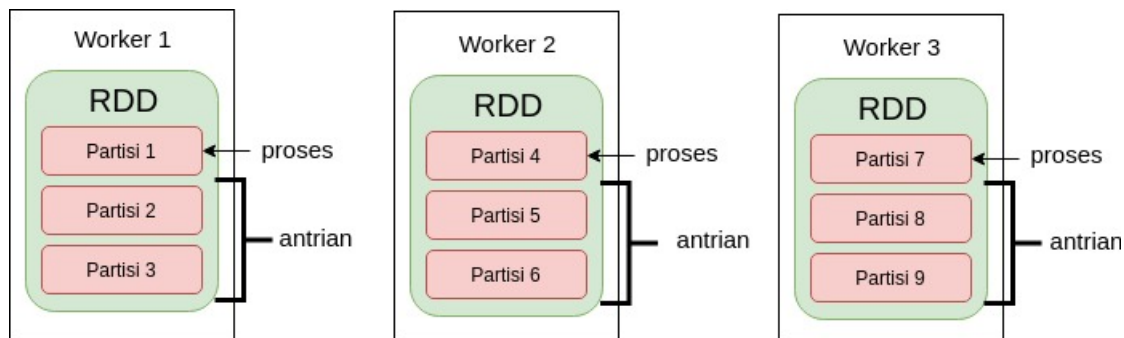 Worker 1
RDD
Partisi 1
proses
Partisi 2
antrian
Partisi 3
Worker 2
RDD
Partisi 4
proses
Partisi 5
antrian
Partisi 6
Worker 3
RDD
Partisi 7
proses
Partisi 8
antrian
Partisi 9